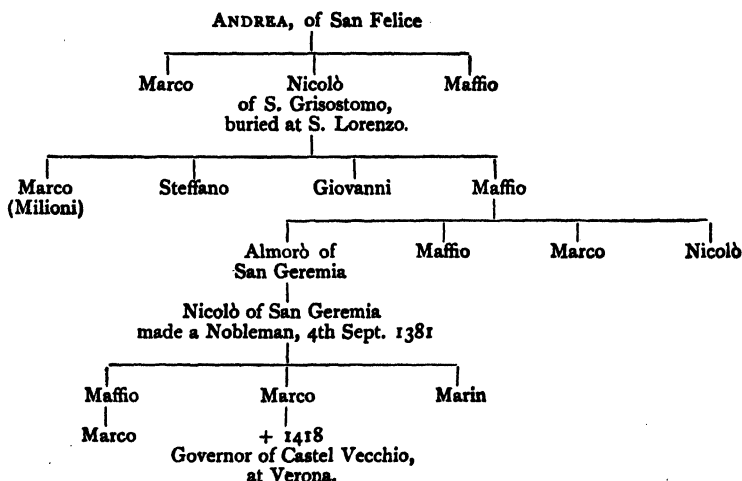 ANDREA, of San Felice
Marco Nicolò Maffio
of S. Grisostomo,
buried at S. Lorenzo.
Marco Steffano Giovanni Maffio
(Milioni)
Almorò of Maffio Marco Nicolò
San Geremia
Nicolò of San Geremia
made a Nobleman, 4th Sept. 1381
Maffio Marco Marin
Marco + 1418
Governor of Castel Vecchio,
at Verona.